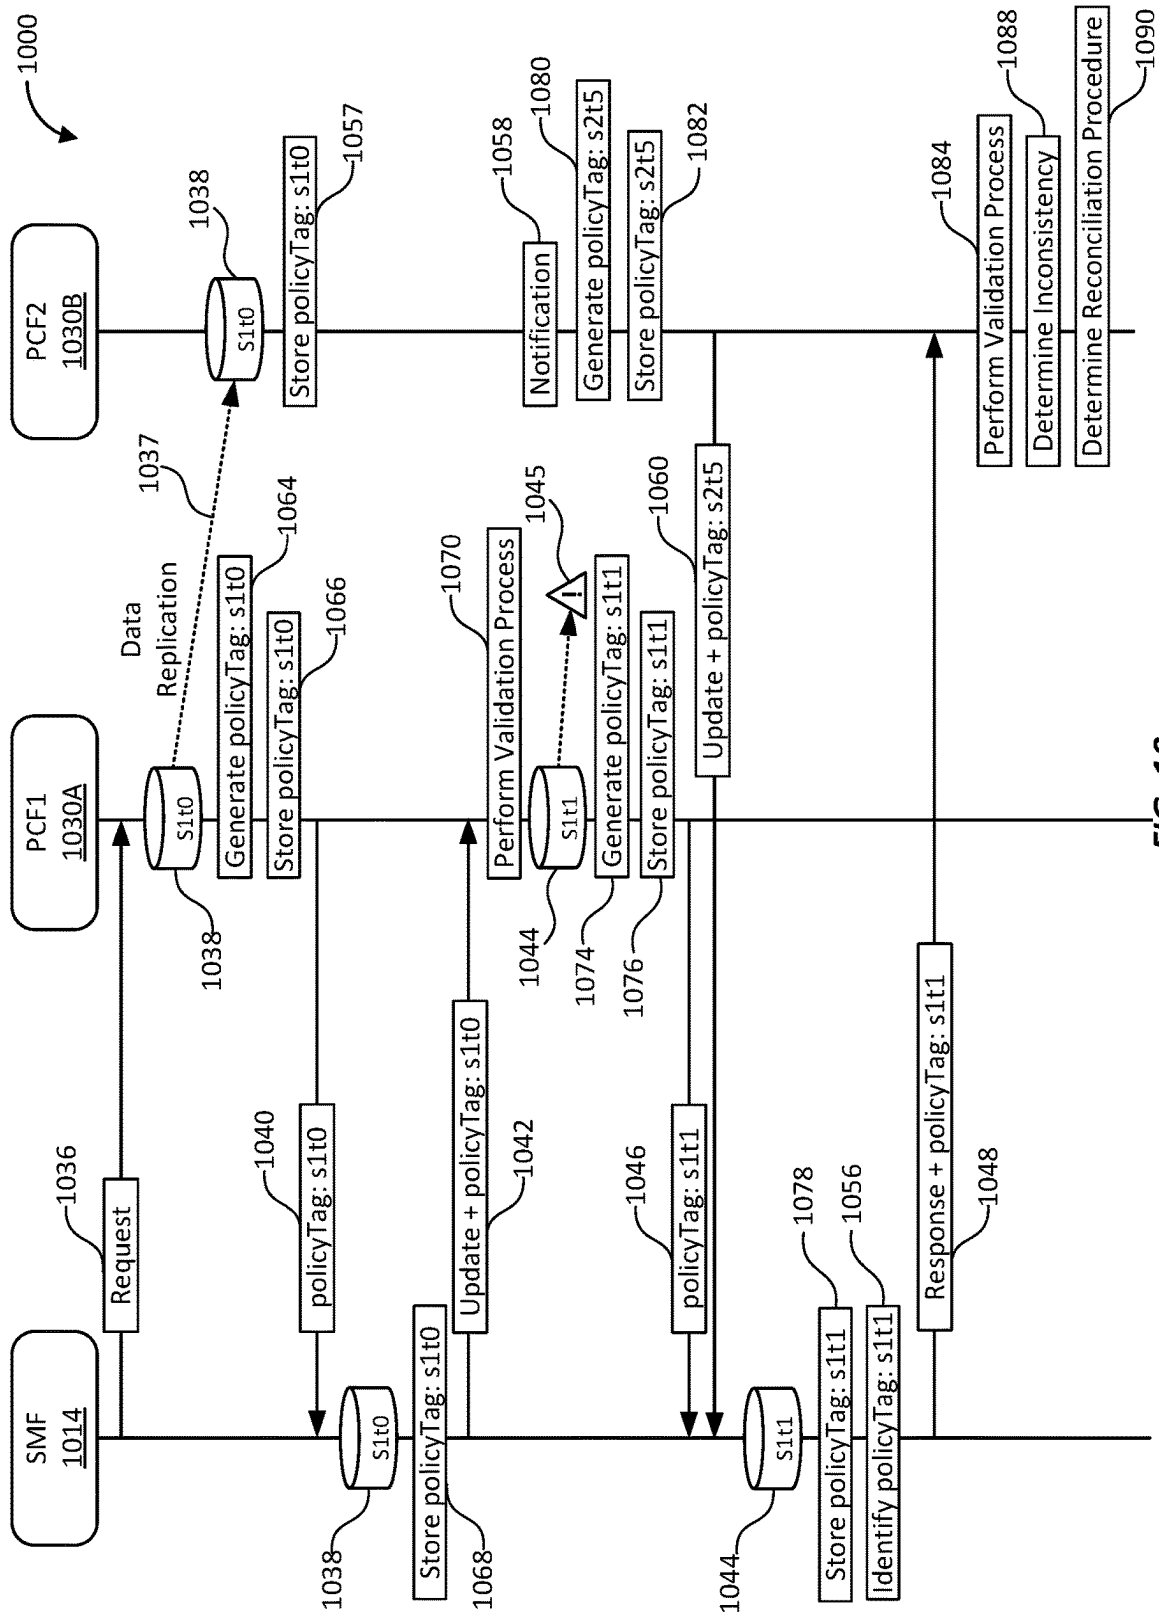 1000
SMF
1014
PCF1
1030A
PCF2
1030B
1036
Request
S1t0
1038
Data
Replication
1037
S1t0
1038
Generate policyTag: s1t0
1064
Store policyTag: s1t0
1066
Store policyTag: s1t0
1057
1040
policyTag: s1t0
S1t0
1038
Store policyTag: s1t0
1068
Update + policyTag: s1t0
1042
Perform Validation Process
1070
S1t1
1044
1045
!
Notification
1058
Generate policyTag: s1t1
1074
Generate policyTag: s2t5
1080
Store policyTag: s1t1
1076
Store policyTag: s2t5
1082
1046
policyTag: s1t1
1060
Update + policyTag: s2t5
S1t1
1044
Store policyTag: s1t1
1078
Identify policyTag: s1t1
1056
Response + policyTag: s1t1
1048
Perform Validation Process
1084
Determine Inconsistency
1088
Determine Reconciliation Procedure
1090